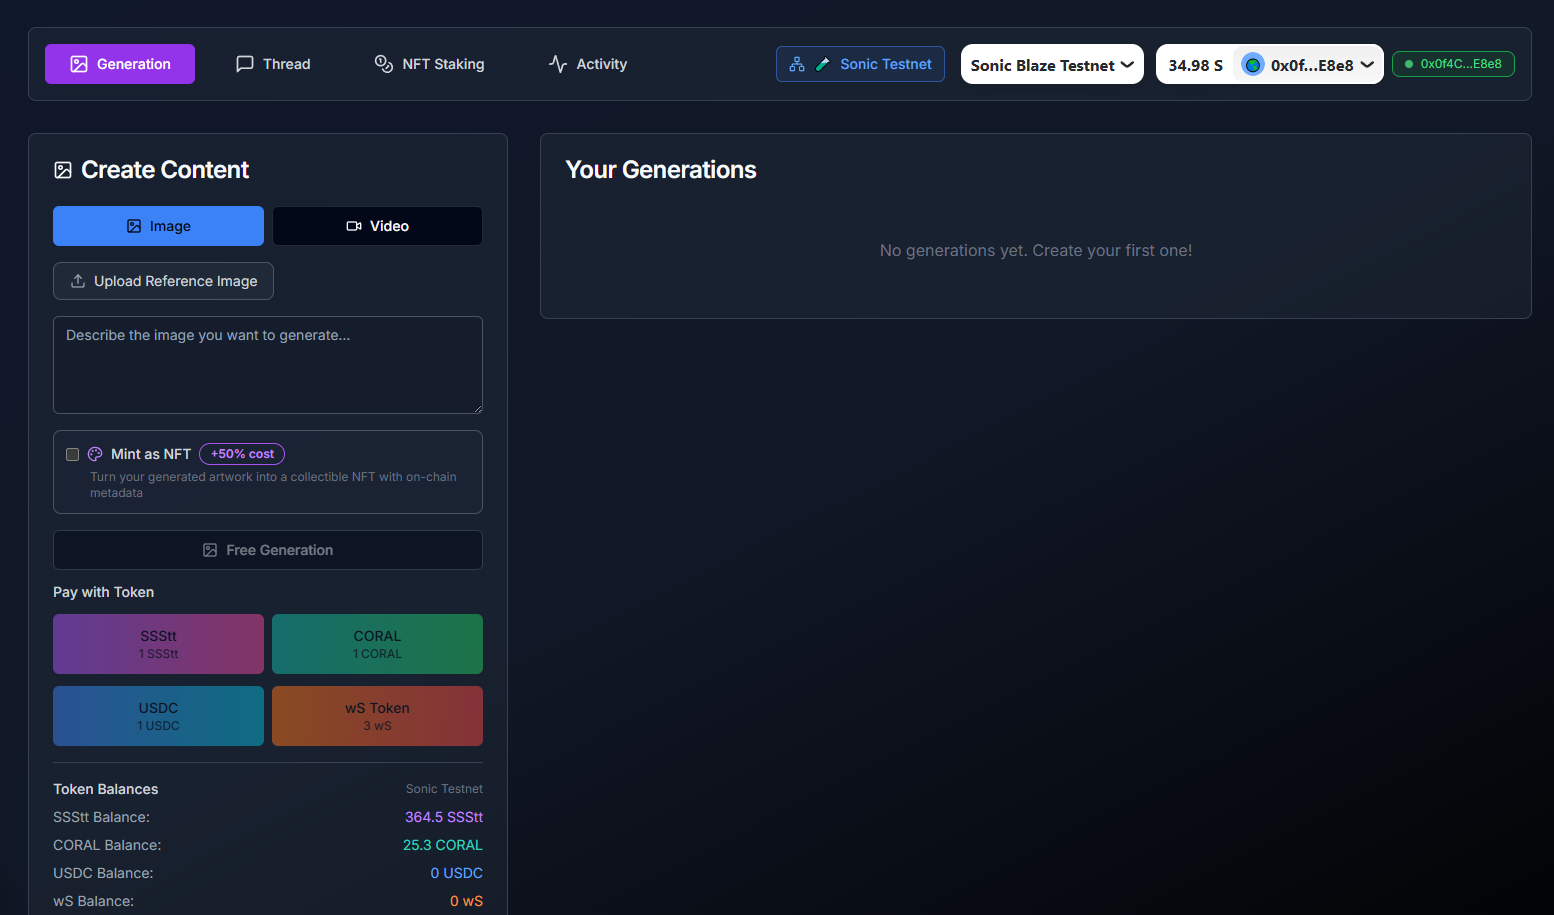 Generation
Thread
NFT Staking
Activity
Sonic Testnet
Sonic Blaze Testnet
34.98 S
0x0f...E8e8
0x0f4C...E8e8
Create Content
Image
Video
Upload Reference Image
Describe the image you want to generate...
Mint as NFT
+50% cost
Turn your generated artwork into a collectible NFT with on-chain
metadata
Free Generation
Pay with Token
SSStt
1 SSStt
CORAL
1 CORAL
USDC
1 USDC
wS Token
3 wS
Token Balances
Sonic Testnet
SSStt Balance:
364.5 SSStt
CORAL Balance:
25.3 CORAL
USDC Balance:
0 USDC
wS Balance:
0 wS
Your Generations
No generations yet. Create your first one!